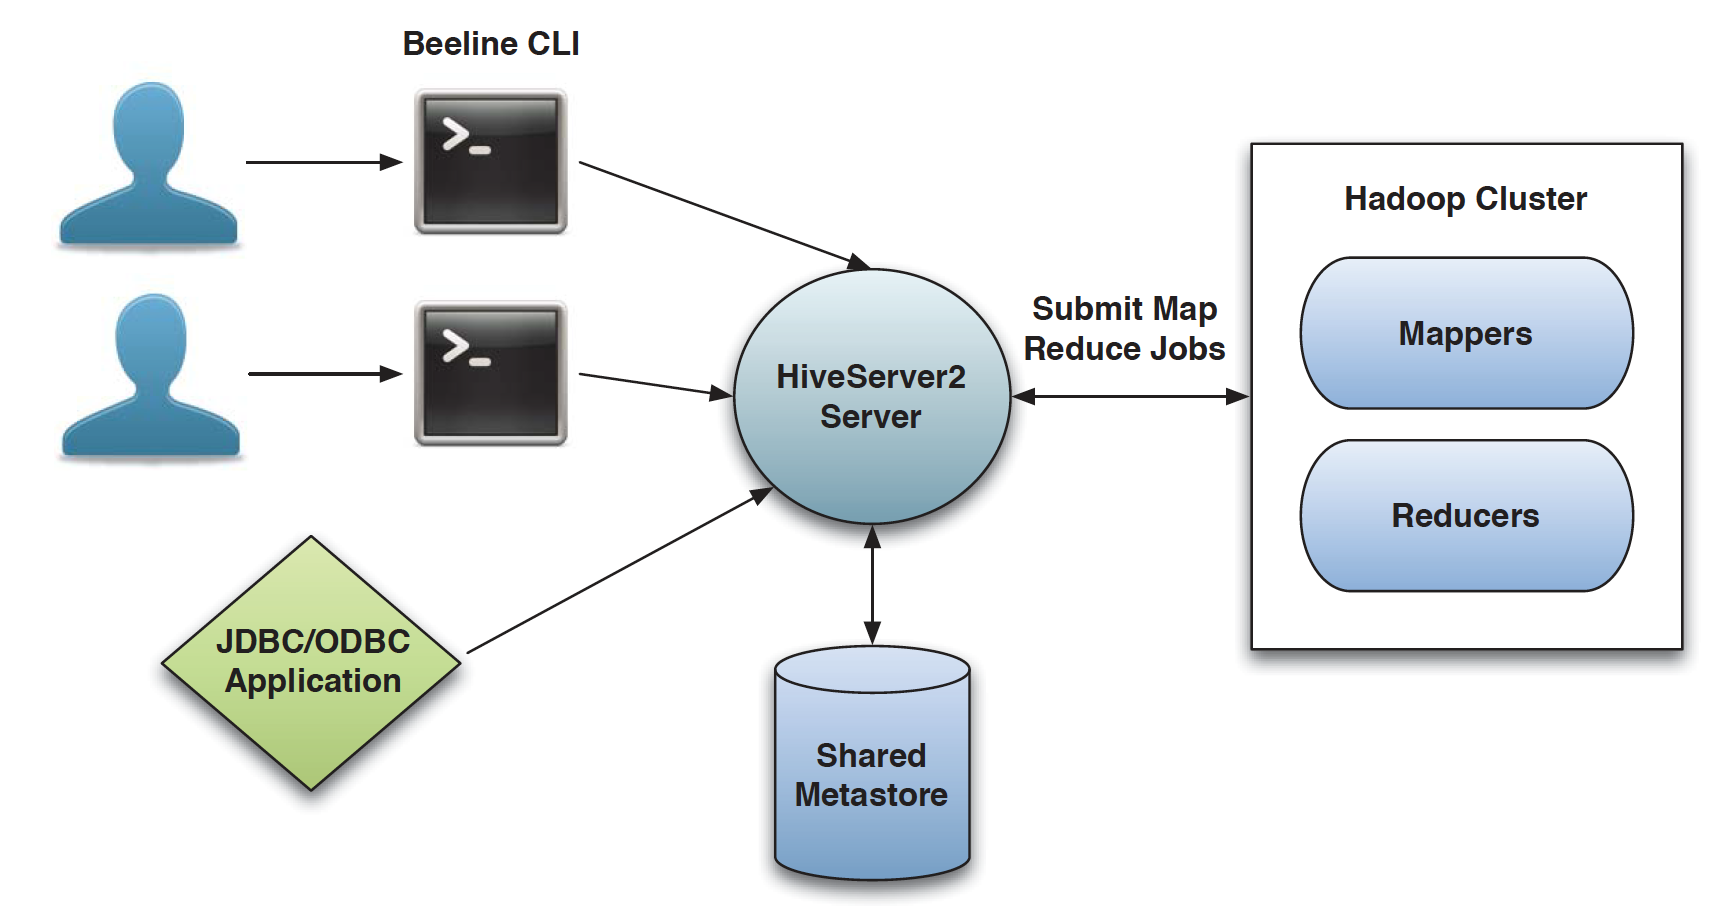 Beeline CLI
>_
>_
HiveServer2
Server
Submit Map
Reduce Jobs
Hadoop Cluster
Mappers
Reducers
JDBC/ODBC
Application
Shared
Metastore